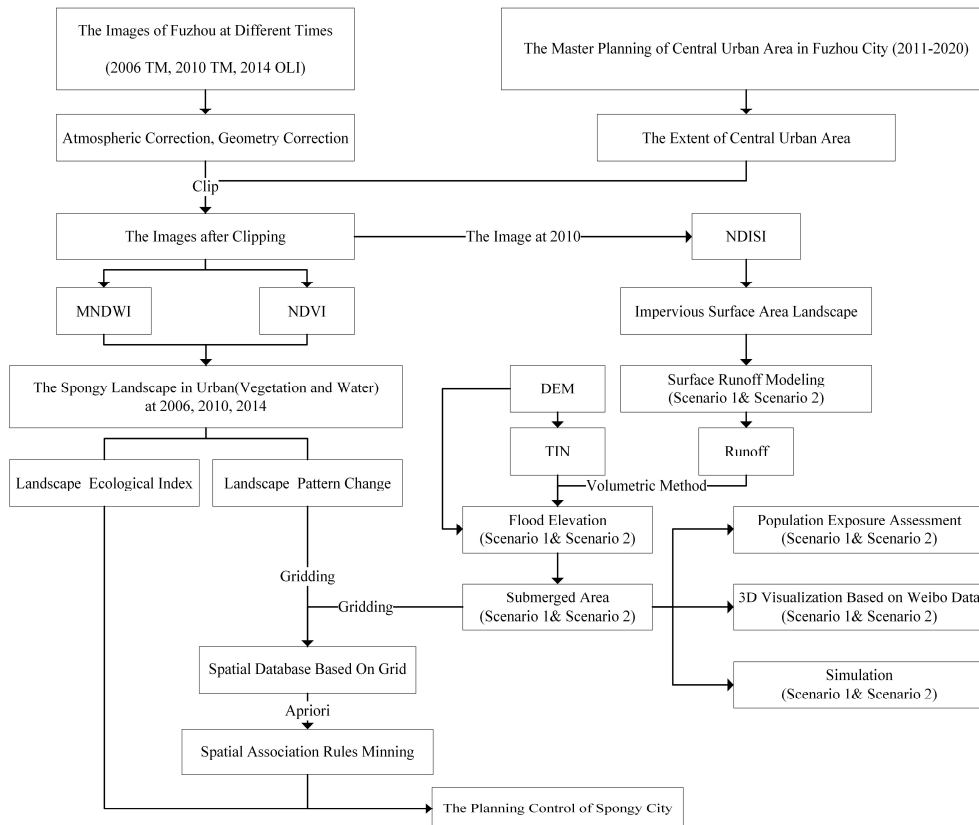 The Images of Fuzhou at Different Times
(2006 TM, 2010 TM, 2014 OLI)
The Master Planning of Central Urban Area in Fuzhou City (2011-2020)
Atmospheric Correction, Geometry Correction
The Extent of Central Urban Area
Clip
The Images after Clipping
The Image at 2010
NDISI
MNDWI
NDVI
Impervious Surface Area Landscape
The Spongy Landscape in Urban(Vegetation and Water)
at 2006, 2010, 2014
DEM
Surface Runoff Modeling
(Scenario 1& Scenario 2)
TIN
Runoff
Landscape Ecological Index
Landscape Pattern Change
Volumetric Method
Flood Elevation
(Scenario 1& Scenario 2)
Population Exposure Assessment
(Scenario 1& Scenario 2)
Gridding
Gridding
Submerged Area
(Scenario 1& Scenario 2)
3D Visualization Based on Weibo Data
(Scenario 1& Scenario 2)
Spatial Database Based On Grid
Simulation
(Scenario 1& Scenario 2)
Apriori
Spatial Association Rules Minning
The Planning Control of Spongy City